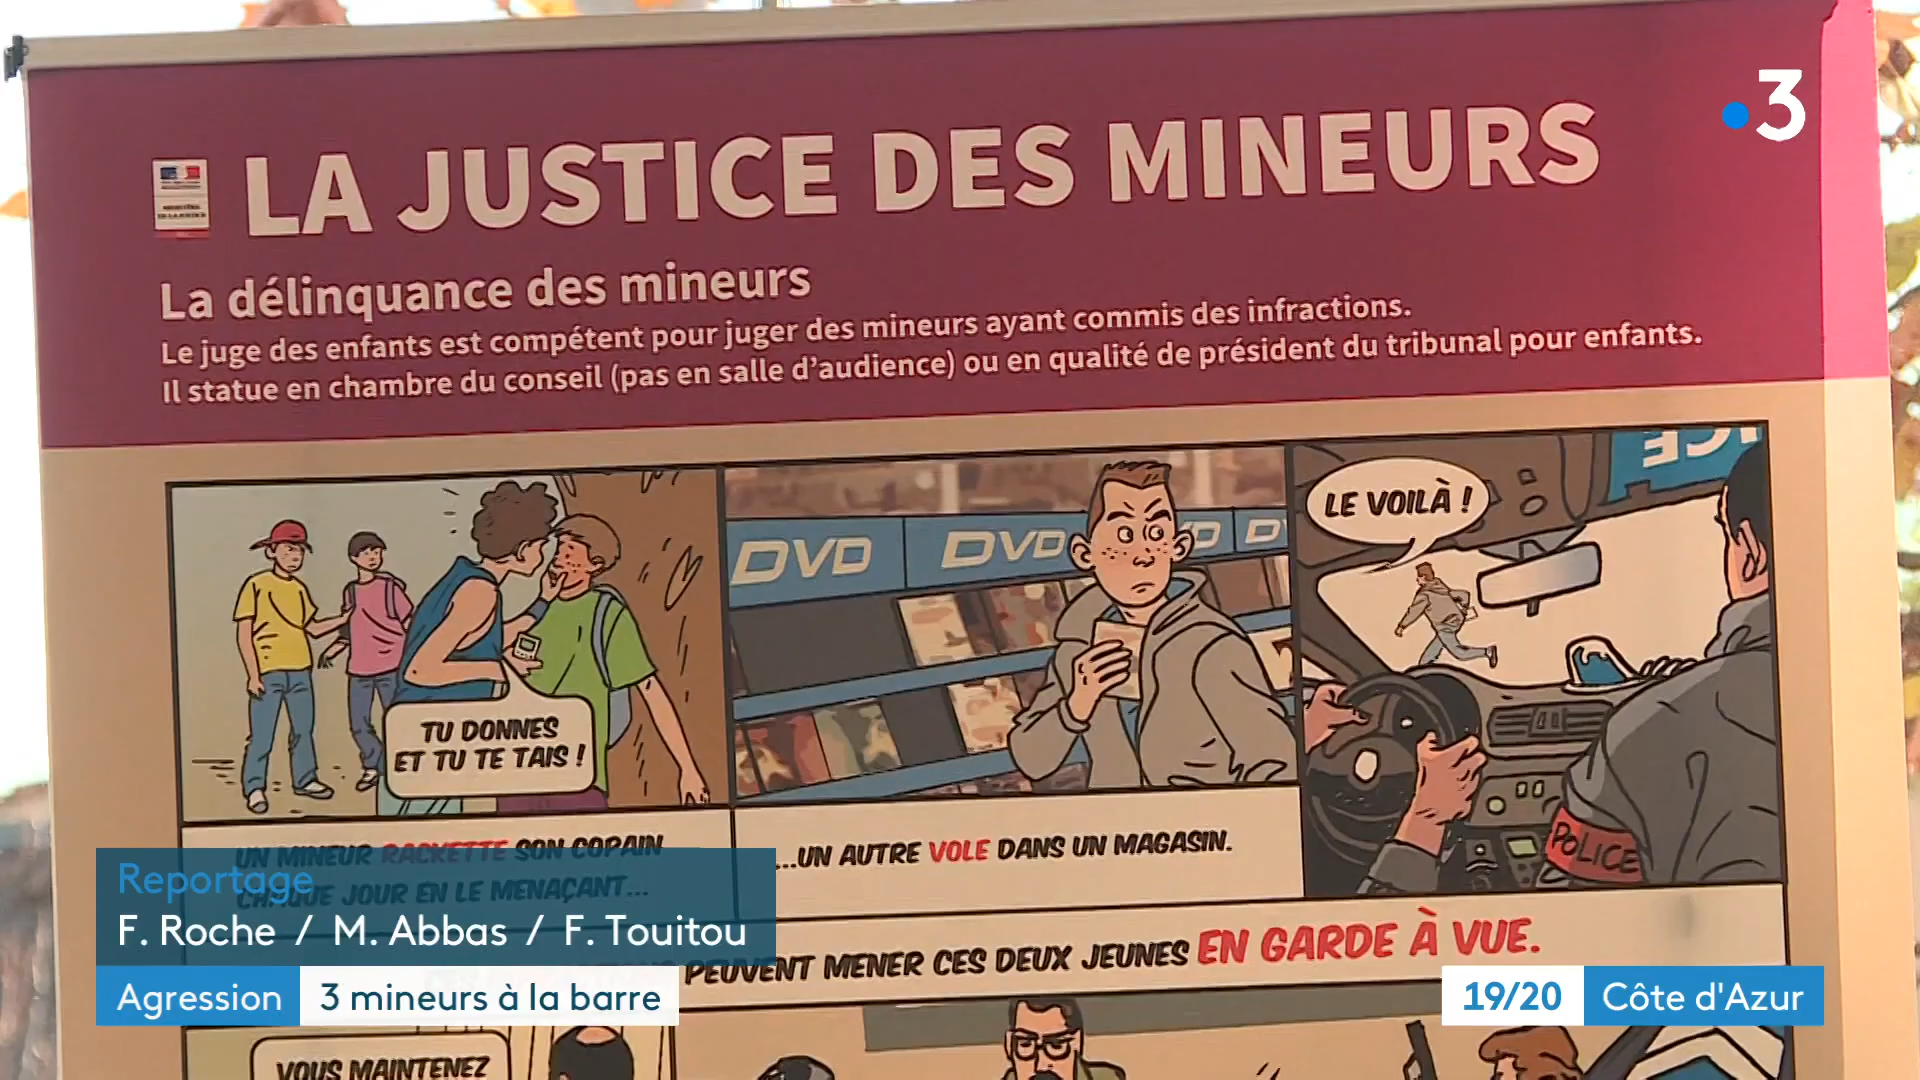 3
LA JUSTICE DES MINEURS
La délinquance des mineurs
Le juge des enfants est compétent pour juger des mineurs ayant commis des infractions.
Il statue en chambre du conseil (pas en salle d'audience) ou en qualité de président du tribunal pour enfants.
TU DONNES
ET TU TE TAIS !
DVD
DVD
LE VOILÀ !
POLICE
UN MINEUR RACKETTE SON COPAIN
CHAQUE JOUR EN LE MENAÇANT...
...UN AUTRE VOLE DANS UN MAGASIN.
PEUVENT MENER CES DEUX JEUNES EN GARDE À VUE.
VOUS MAINTENEZ
Reportage
F. Roche / M. Abbas / F. Touitou
Agression 3 mineurs à la barre
19/20 Côte d'Azur